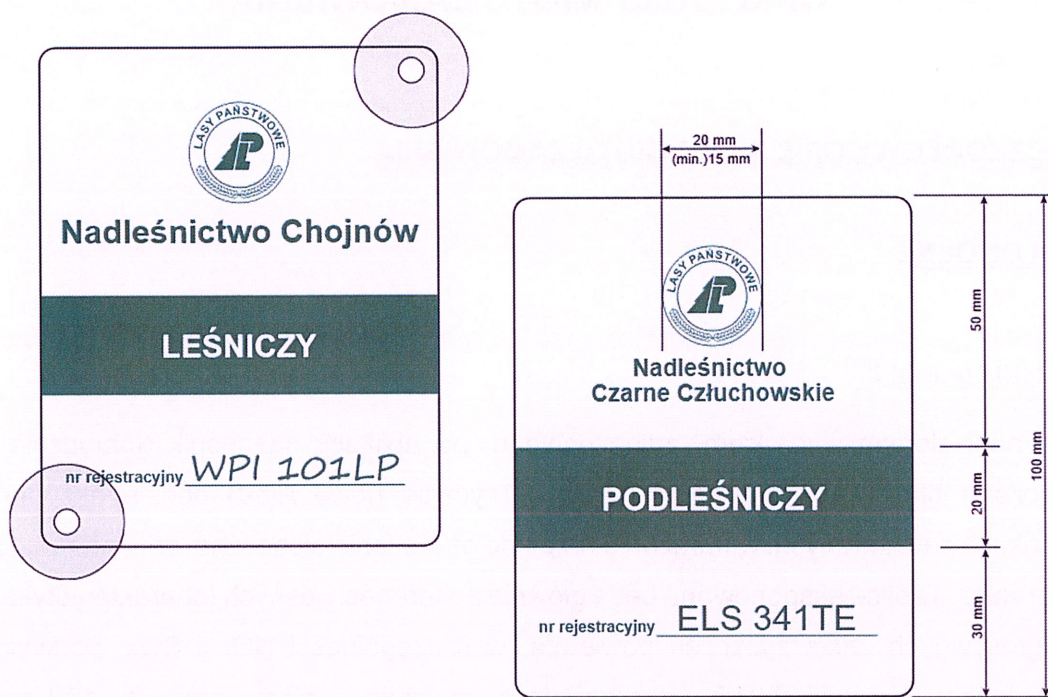 LASY PAŃSTWOWE
Nadleśnictwo Chojnów
LEŚNICZY
nr rejestracyjny WPI 101LP
20 mm
(min.)15 mm
LASY PAŃSTWOWE
Nadleśnictwo
Czarne Człuchowskie
PODLEŚNICZY
nr rejestracyjny ELS 341TE
50 mm
20 mm
30 mm
100 mm